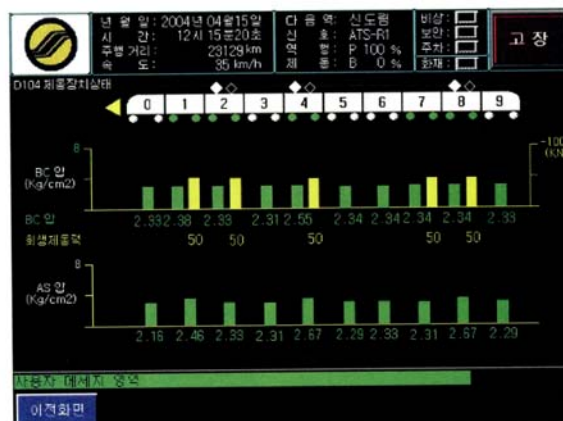 년 월 일 : 2004년 04월15일
시 간 : 12시 15분20초
주행 거리 : 23129 km
속 도 : 35 km/h
다 음 역 : 신도림
신 호 : ATS-R1
역 행 : P 100 %
제 동 : B 0 %
비상 :
보안 :
주차 :
화재 :
고 장
D104 제동장치상태
0 1 2 3 4 5 6 7 8 9
8
-100
(KN)
BC 압
(Kg/cm2)
BC 압 2.33 2.38 2.33 2.31 2.55 2.34 2.34 2.34 2.34 2.33
회생제동력 50 50 50 50 50
8
AS 압
(Kg/cm2)
2.16 2.46 2.33 2.31 2.67 2.29 2.33 2.31 2.67 2.29
사용자 메세지 영역
이전화면